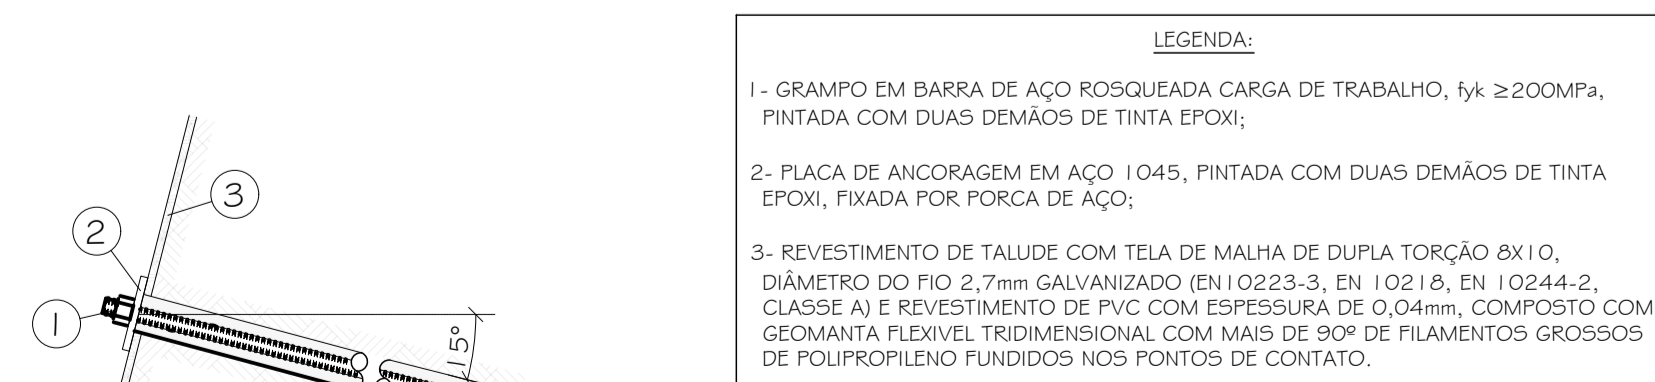 LEGENDA:
1- GRAMPO EM BARRA DE AÇO ROSQUEADA CARGA DE TRABALHO, fyk ≥200MPa,
PINTADA COM DUAS DEMÃOS DE TINTA EPOXI;
2- PLACA DE ANCORAGEM EM AÇO 1045, PINTADA COM DUAS DEMÃOS DE TINTA
EPOXI, FIXADA POR PORCA DE AÇO;
3- REVESTIMENTO DE TALUDE COM TELA DE MALHA DE DUPLA TORÇÃO 8X10,
DIÂMETRO DO FIO 2,7mm GALVANIZADO (EN10223-3, EN 10218, EN 10244-2,
CLASSE A) E REVESTIMENTO DE PVC COM ESPESSURA DE 0,04mm, COMPOSTO COM
GEOMANTA FLEXIVEL TRIDIMENSIONAL COM MAIS DE 90º DE FILAMENTOS GROSSOS
DE POLIPROPILENO FUNDIDOS NOS PONTOS DE CONTATO.
3
2
1
15°